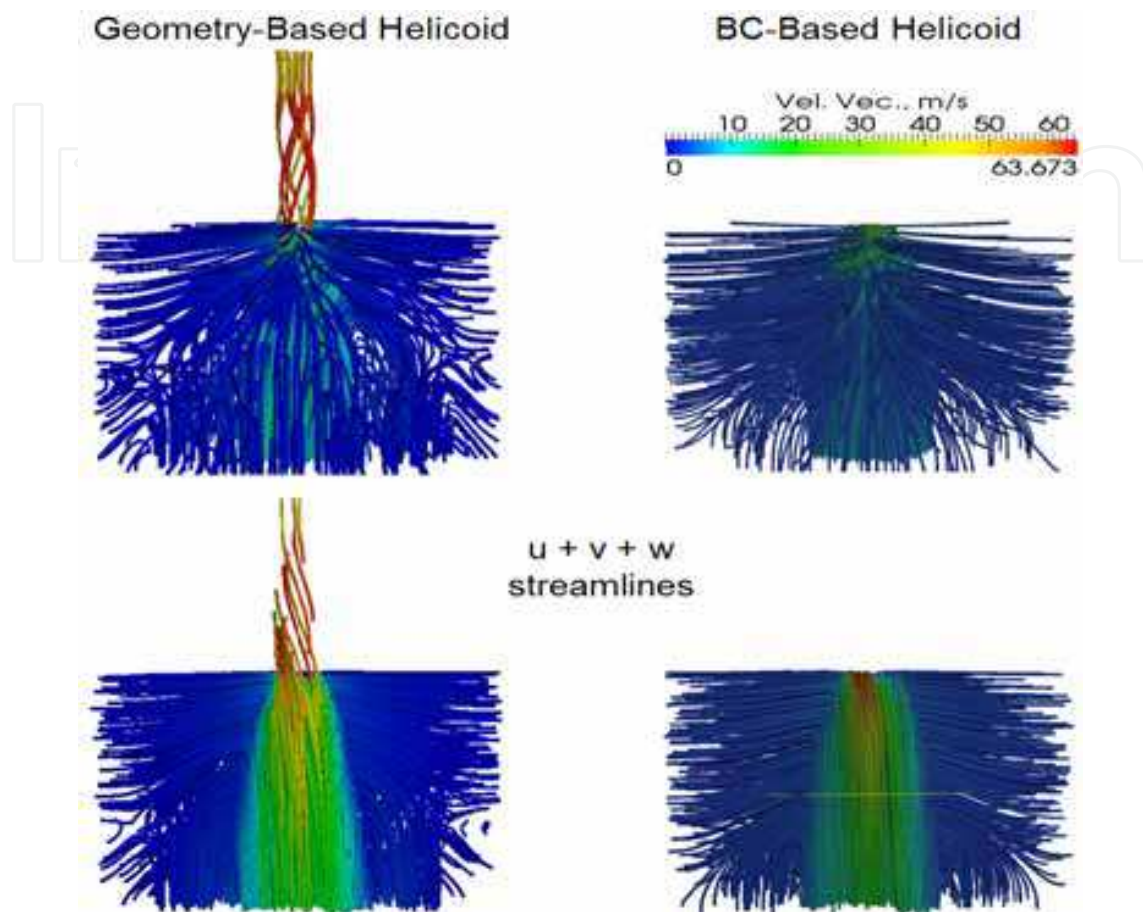 Geometry-Based Helicoid
BC-Based Helicoid
Vel. Vec., m/s
10 20 30 40 50 60
0 63.673
u + v + w
streamlines